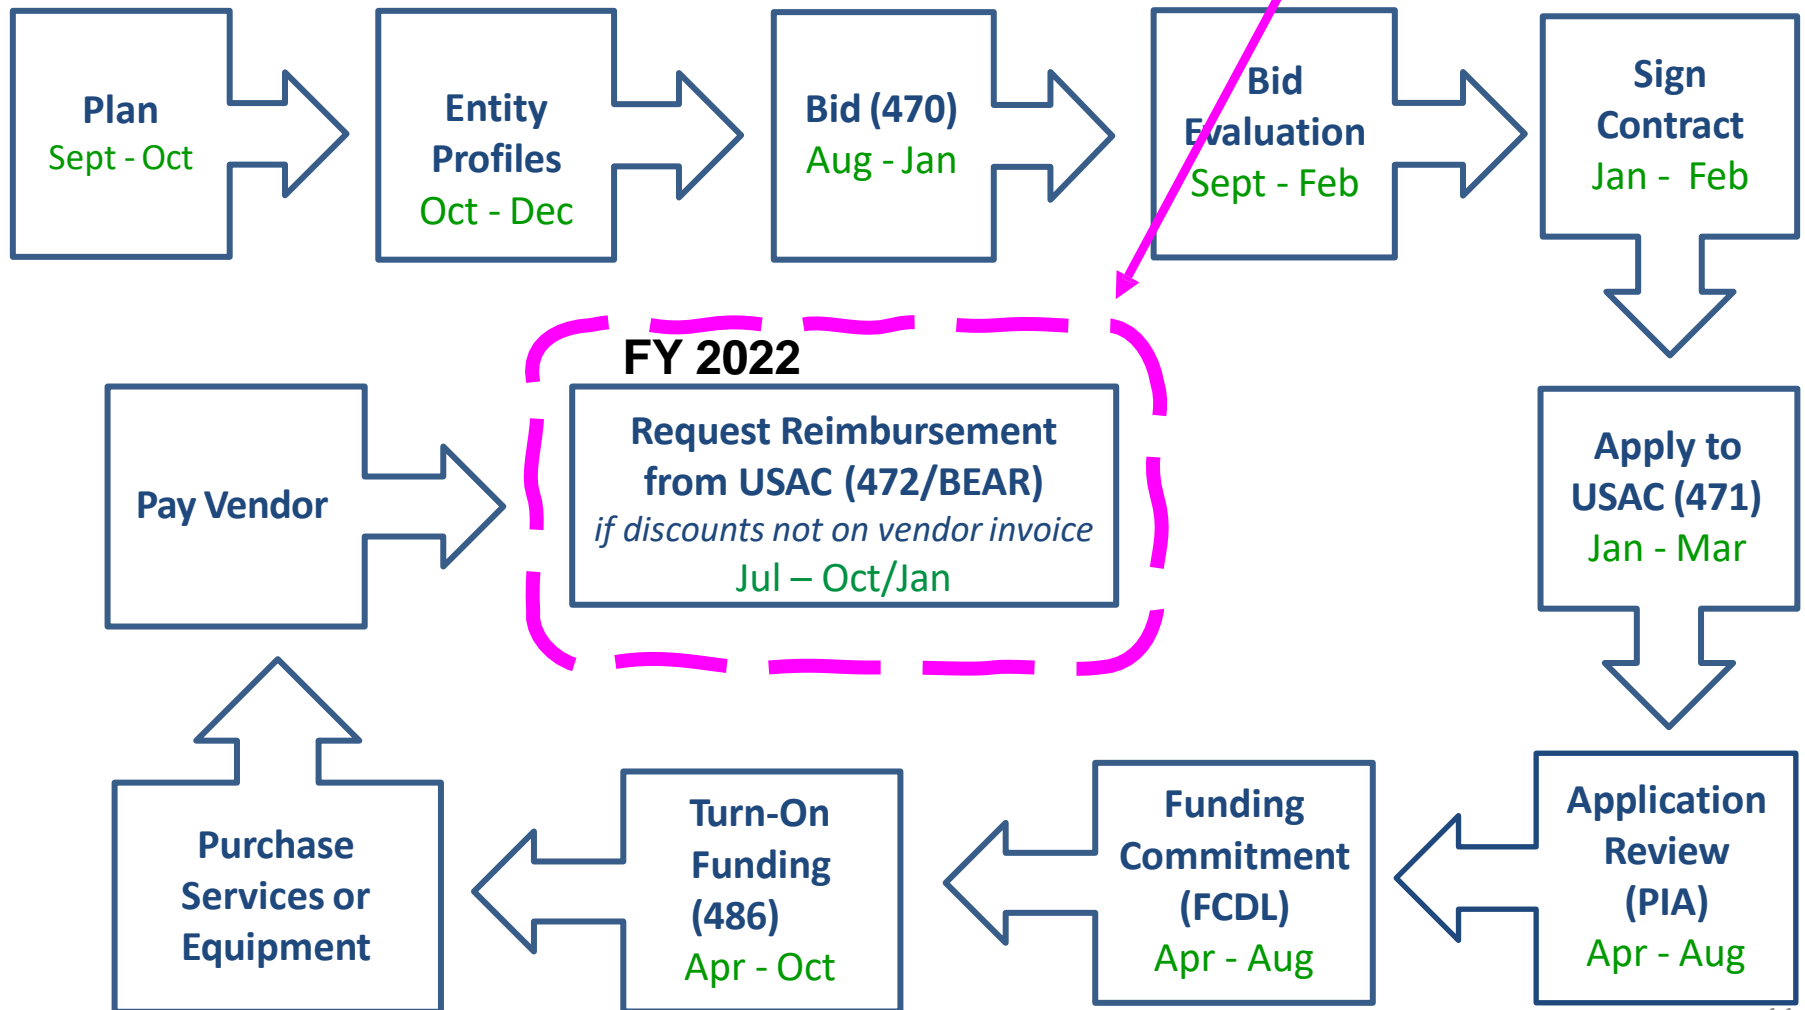 Plan
Sept - Oct
Entity
Profiles
Oct - Dec
Bid (470)
Aug - Jan
Bid
Evaluation
Sept - Feb
Sign
Contract
Jan - Feb
Apply to
USAC (471)
Jan - Mar
Application
Review
(PIA)
Apr - Aug
Funding
Commitment
(FCDL)
Apr - Aug
Turn-On
Funding
(486)
Apr - Oct
Purchase
Services or
Equipment
Pay Vendor
FY 2022
Request Reimbursement
from USAC (472/BEAR)
if discounts not on vendor invoice
Jul – Oct/Jan